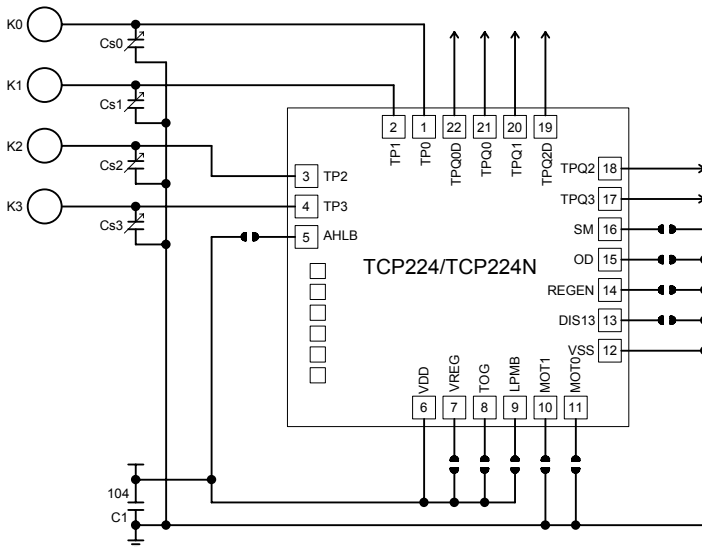 K0
Cs0
K1
Cs1
K2
Cs2
K3
Cs3
2 1 22 21 20 19
TP1 TP0 TPQ0D TPQ0 TPQ1 TPQ2D
3 TP2
4 TP3
5 AHLB
TPQ2 18
TPQ3 17
SM 16
OD 15
REGEN 14
DIS13 13
VSS 12
TCP224/TCP224N
VDD VREG TOG LPMB MOT1 MOT0
6 7 8 9 10 11
104
C1